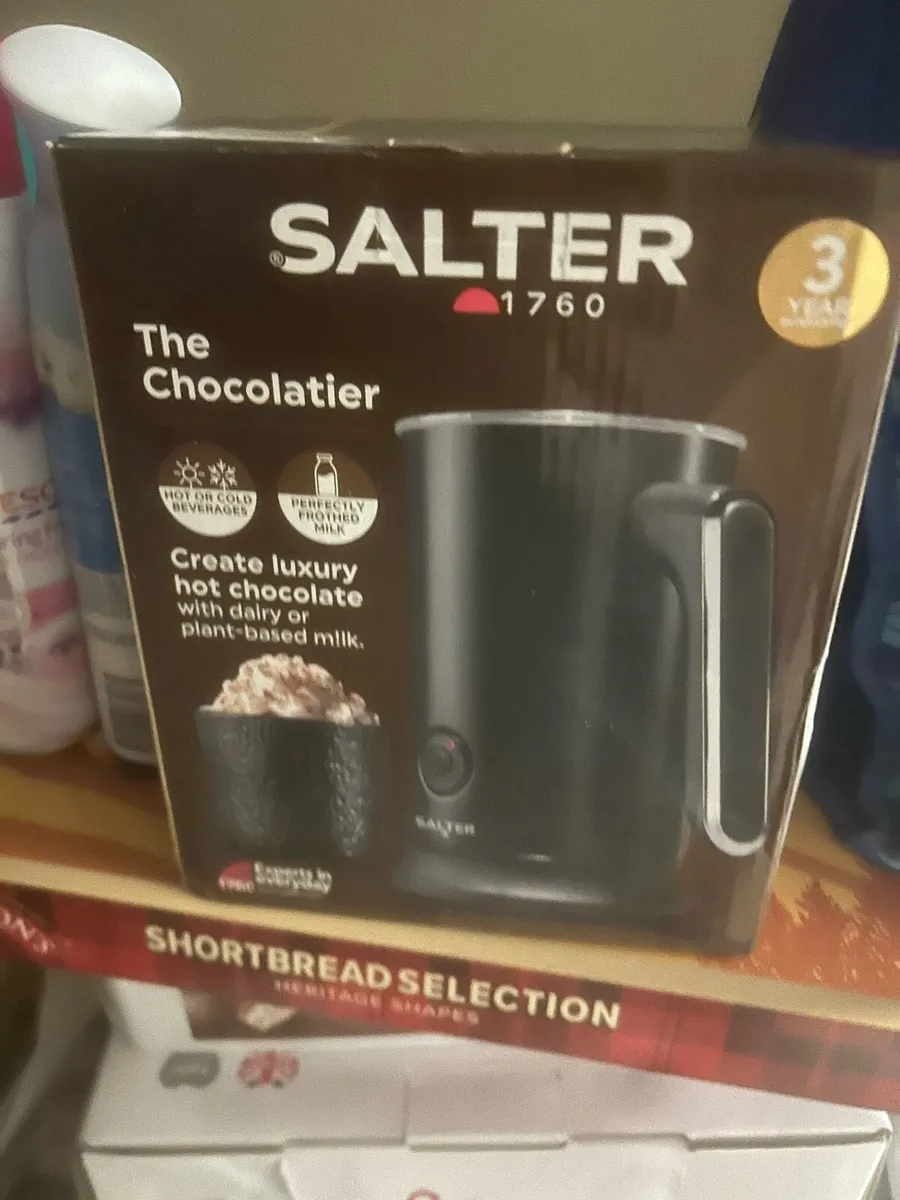 SALTER
®
1760
3
YEAR
The
Chocolatier
HOT OR COLD
BEVERAGES
PERFECTLY
FROTHED
MILK
Create luxury
hot chocolate
with dairy or
plant-based milk.
SALTER
1760
Experts in
everyday
SHORTBREAD SELECTION
HERITAGE SHAPES